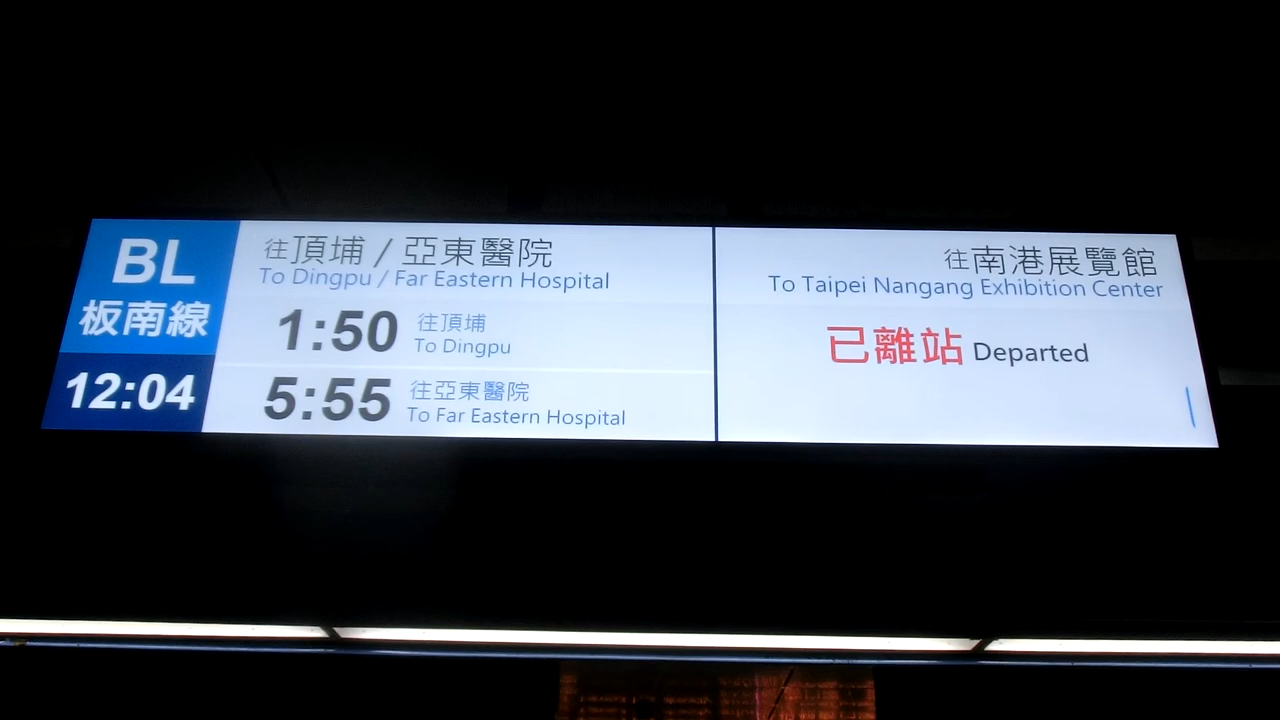 BL
板南線
12:04
往頂埔 / 亞東醫院
To Dingpu / Far Eastern Hospital
1:50 往頂埔
To Dingpu
5:55 往亞東醫院
To Far Eastern Hospital
往南港展覽館
To Taipei Nangang Exhibition Center
已離站 Departed